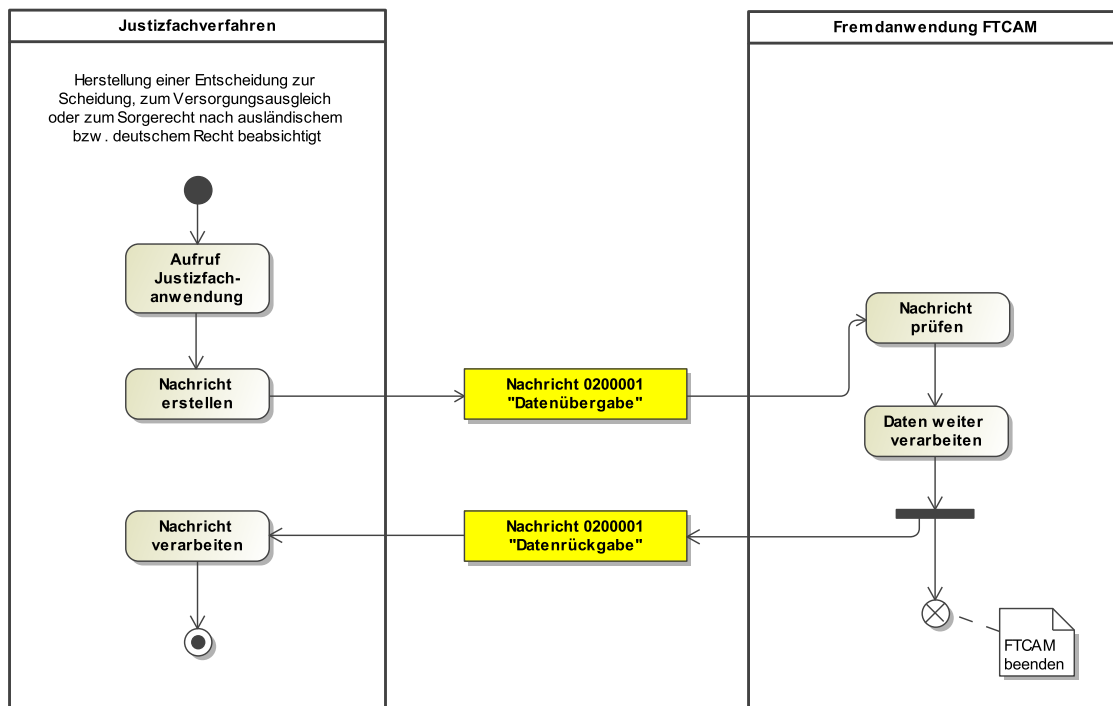 Justizfachverfahren
Fremdanwendung FTCAM
Herstellung einer Entscheidung zur
Scheidung, zum Versorgungsausgleich
oder zum Sorgerecht nach ausländischem
bzw. deutschem Recht beabsichtigt
Aufruf
Justizfach-
anwendung
Nachricht
erstellen
Nachricht 0200001
"Datenübergabe"
Nachricht
prüfen
Daten weiter
verarbeiten
Nachricht 0200001
"Datenrückgabe"
Nachricht
verarbeiten
FTCAM
beenden